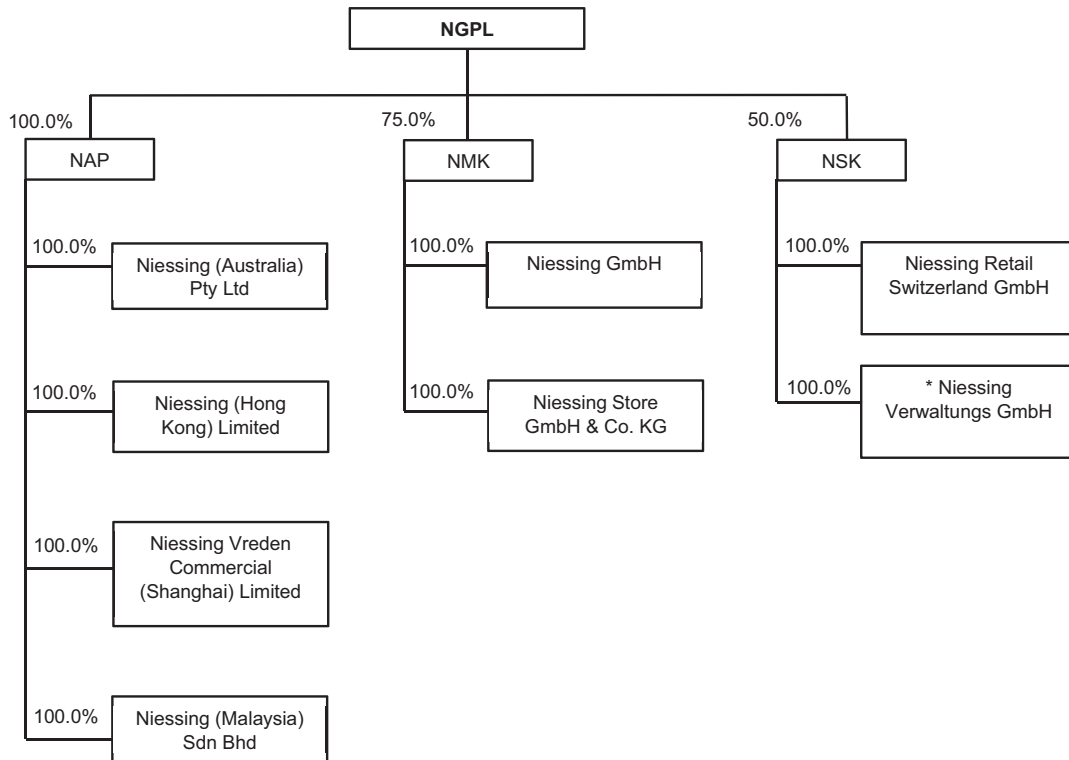 NGPL
100.0%
75.0%
50.0%
NAP
NMK
NSK
100.0%
Niessing (Australia)
Pty Ltd
100.0%
Niessing GmbH
100.0%
Niessing Retail
Switzerland GmbH
100.0%
Niessing (Hong
Kong) Limited
100.0%
Niessing Store
GmbH & Co. KG
100.0%
* Niessing
Verwaltungs GmbH
100.0%
Niessing Vreden
Commercial
(Shanghai) Limited
100.0%
Niessing (Malaysia)
Sdn Bhd